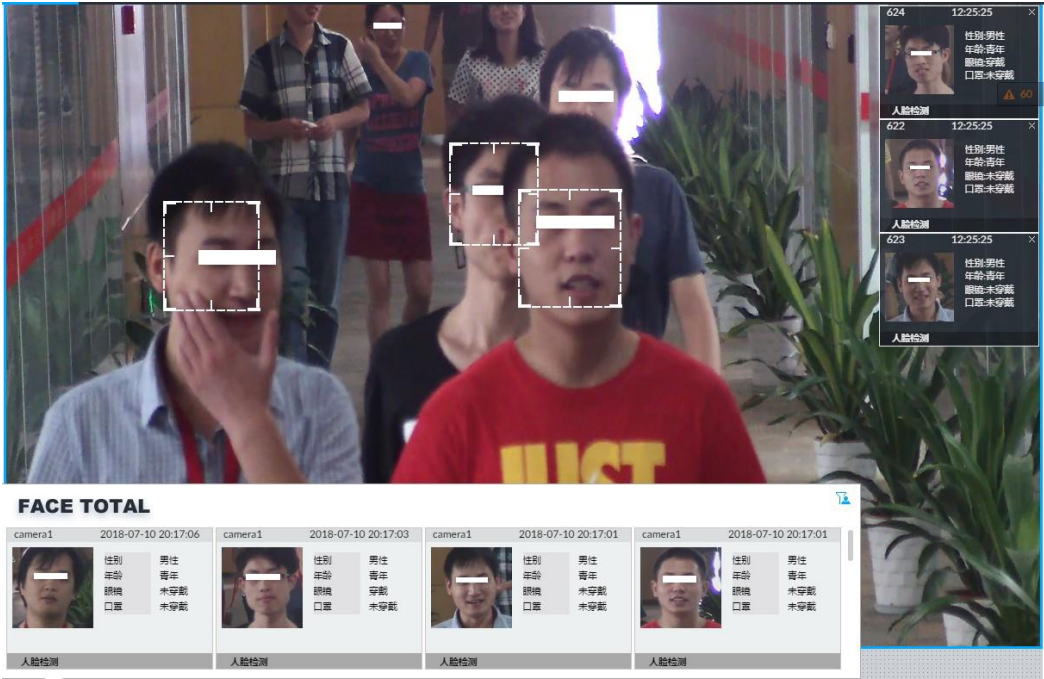 624 12:25:25 ×
性别:男性
年龄:青年
眼镜:穿戴
口罩:未穿戴
60
人脸检测
622 12:25:25 ×
性别:男性
年龄:青年
眼镜:未穿戴
口罩:未穿戴
人脸检测
623 12:25:25 ×
性别:男性
年龄:青年
眼镜:未穿戴
口罩:未穿戴
人脸检测
JUST
FACE TOTAL
camera1 2018-07-10 20:17:06
性别 男性
年龄 青年
眼镜 未穿戴
口罩 未穿戴
人脸检测
camera1 2018-07-10 20:17:03
性别 男性
年龄 青年
眼镜 穿戴
口罩 未穿戴
人脸检测
camera1 2018-07-10 20:17:01
性别 男性
年龄 青年
眼镜 未穿戴
口罩 未穿戴
人脸检测
camera1 2018-07-10 20:17:01
性别 男性
年龄 青年
眼镜 未穿戴
口罩 未穿戴
人脸检测